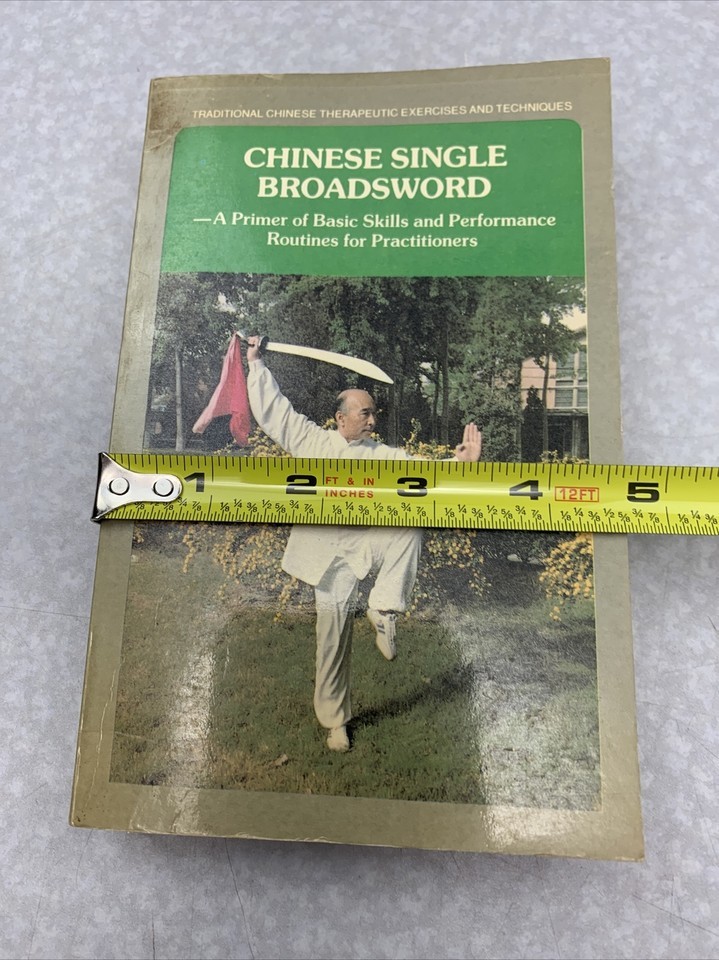 TRADITIONAL CHINESE THERAPEUTIC EXERCISES AND TECHNIQUES
CHINESE SINGLE
BROADSWORD
—A Primer of Basic Skills and Performance
Routines for Practitioners
1 2 FT & IN INCHES 3 4 12FT 5